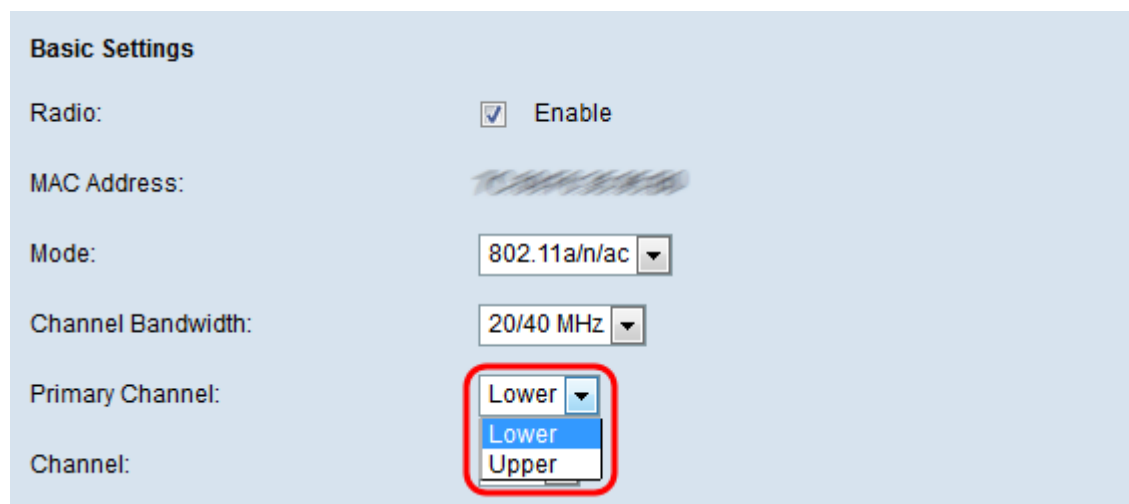 Basic Settings
Radio: Enable
MAC Address:
Mode: 802.11a/n/ac
Channel Bandwidth: 20/40 MHz
Primary Channel: Lower
Lower
Channel: Upper